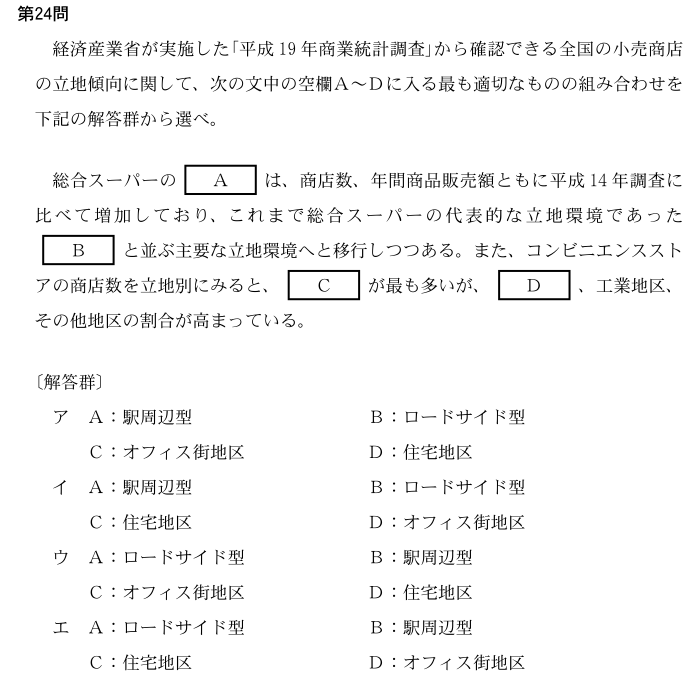 第24問
経済産業省が実施した「平成 19 年商業統計調査」から確認できる全国の小売商店
の立地傾向に関して、次の文中の空欄A~Dに入る最も適切なものの組み合わせを
下記の解答群から選べ。
総合スーパーの A は、商店数、年間商品販売額ともに平成 14 年調査に
比べて増加しており、これまで総合スーパーの代表的な立地環境であった
B と並ぶ主要な立地環境へと移行しつつある。また、コンビニエンススト
アの商店数を立地別にみると、 C が最も多いが、 D 、工業地区、
その他地区の割合が高まっている。
〔解答群〕
ア A:駅周辺型 B:ロードサイド型
C:オフィス街地区 D:住宅地区
イ A:駅周辺型 B:ロードサイド型
C:住宅地区 D:オフィス街地区
ウ A:ロードサイド型 B:駅周辺型
C:オフィス街地区 D:住宅地区
エ A:ロードサイド型 B:駅周辺型
C:住宅地区 D:オフィス街地区